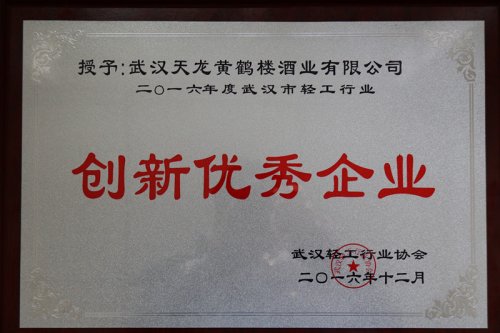 授予:武汉天龙黄鹤楼酒业有限公司
二〇一六年度武汉市轻工行业
创新优秀企业
武汉轻工行业协会
二〇一六年十二月